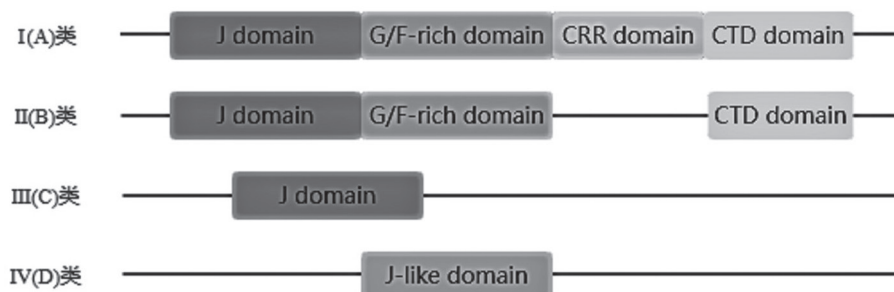 I(A)类 J domain G/F-rich domain CRR domain CTD domain
II(B)类 J domain G/F-rich domain CTD domain
III(C)类 J domain
IV(D)类 J-like domain